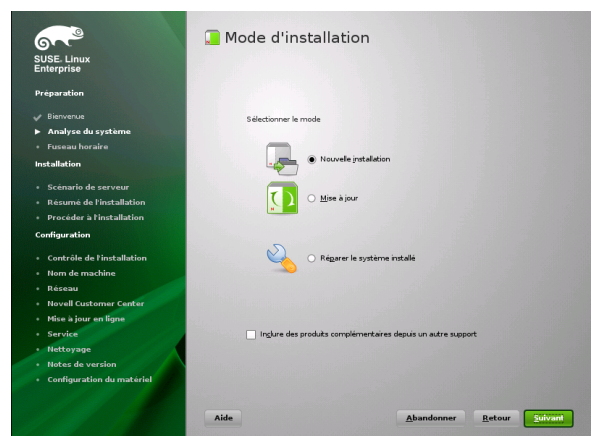 SUSE® Linux
Enterprise
Préparation
Bienvenue
Analyse du système
Fuseau horaire
Installation
Scénario de serveur
Résumé de l'installation
Procéder à l'installation
Configuration
Contrôle de l'installation
Nom de machine
Réseau
Novell Customer Center
Mise à jour en ligne
Service
Nettoyage
Notes de version
Configuration du matériel
Mode d'installation
Sélectionner le mode
Nouvelle installation
Mise à jour
Réparer le système installé
Inclure des produits complémentaires depuis un autre support
Aide
Abandonner
Retour
Suivant